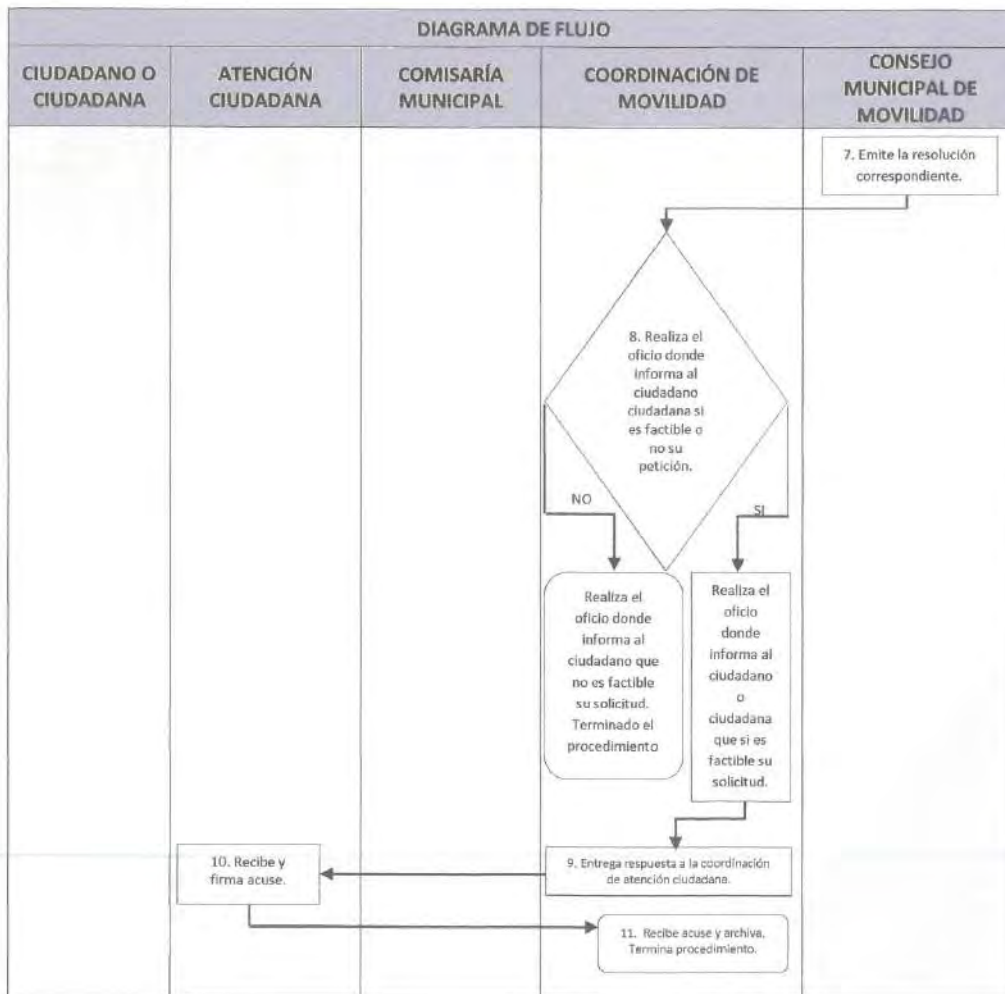 DIAGRAMA DE FLUJO
CIUDADANO O
CIUDADANA
ATENCIÓN
CIUDADANA
COMISARÍA
MUNICIPAL
COORDINACIÓN DE
MOVILIDAD
CONSEJO
MUNICIPAL DE
MOVILIDAD
7. Emite la resolución
correspondiente.
8. Realiza el
oficio donde
informa al
ciudadano
ciudadana si
es factible o
no su
petición.
NO
SI
Realiza el
oficio donde
informa al
ciudadano que
no es factible
su solicitud.
Terminado el
procedimiento
Realiza el
oficio
donde
informa al
ciudadano
o
ciudadana
que si es
factible su
solicitud.
10. Recibe y
firma acuse.
9. Entrega respuesta a la coordinación
de atención ciudadana.
11. Recibe acuse y archiva.
Termina procedimiento.